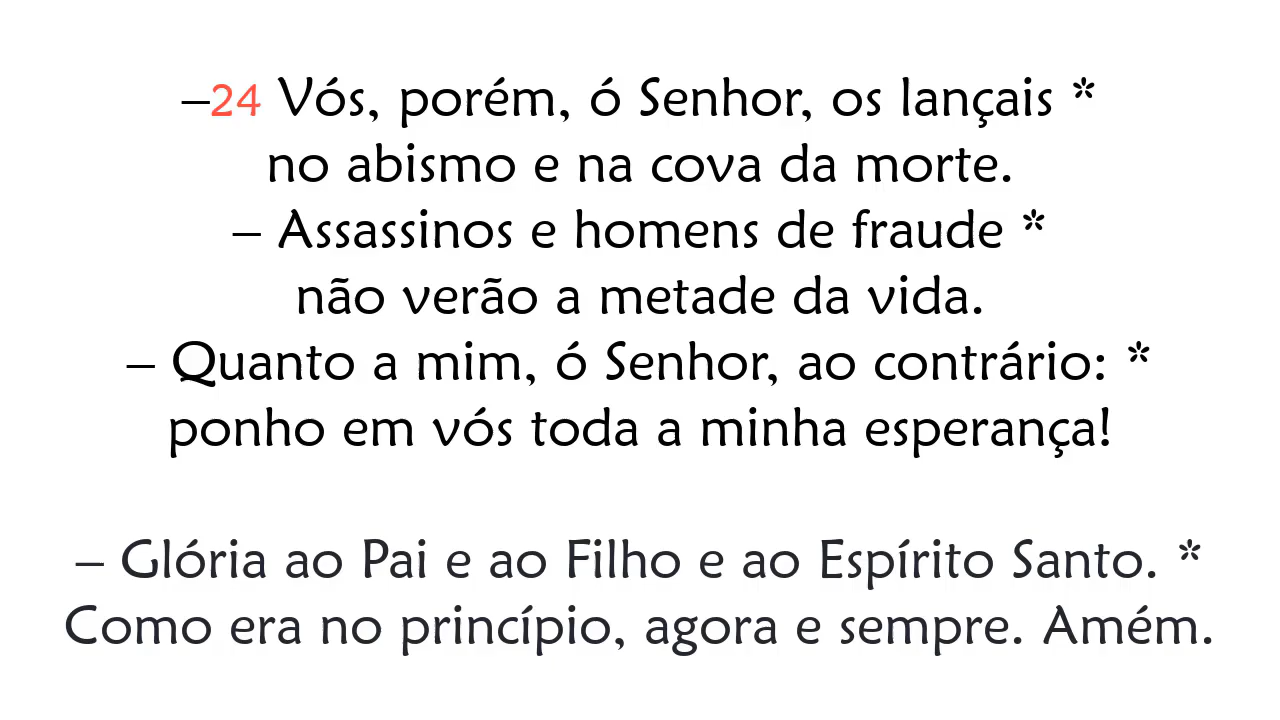 –24 Vós, porém, ó Senhor, os lançais *
no abismo e na cova da morte.
– Assassinos e homens de fraude *
não verão a metade da vida.
– Quanto a mim, ó Senhor, ao contrário: *
ponho em vós toda a minha esperança!
– Glória ao Pai e ao Filho e ao Espírito Santo. *
Como era no princípio, agora e sempre. Amém.